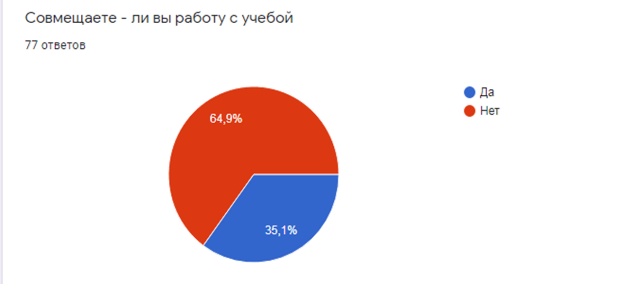 Совмещаете - ли вы работу с учебой
77 ответов
Да
Нет
64,9%
35,1%